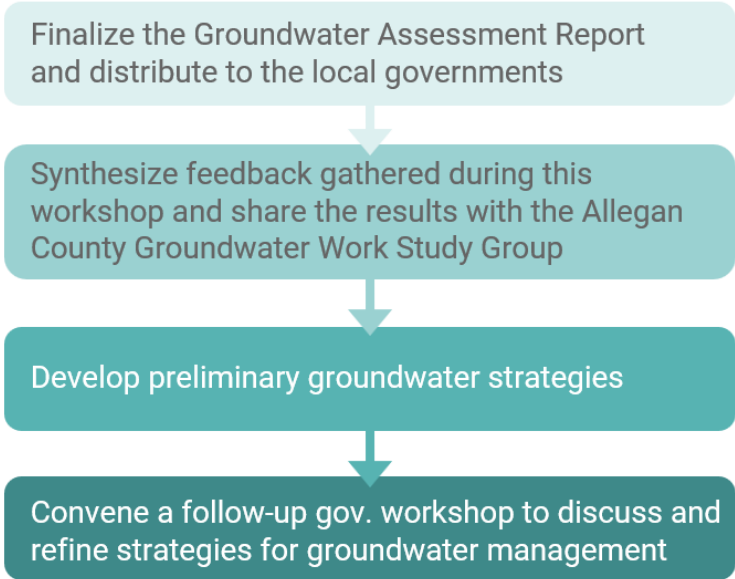 Finalize the Groundwater Assessment Report
and distribute to the local governments
Synthesize feedback gathered during this
workshop and share the results with the Allegan
County Groundwater Work Study Group
Develop preliminary groundwater strategies
Convene a follow-up gov. workshop to discuss and
refine strategies for groundwater management